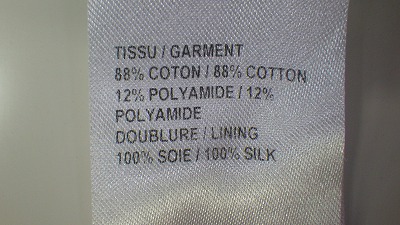 TISSU / GARMENT
88% COTON / 88% COTTON
12% POLYAMIDE / 12%
POLYAMIDE
DOUBLURE / LINING
100% SOIE / 100% SILK